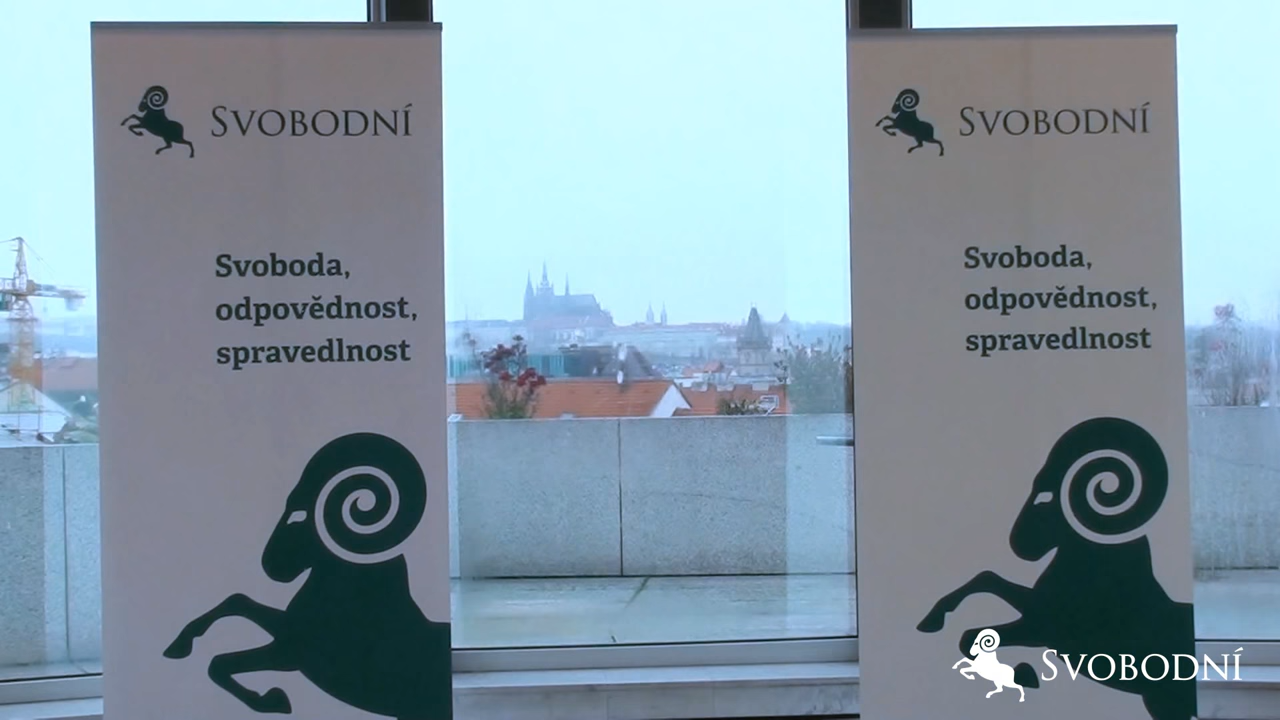 SVOBODNÍ
Svoboda,
odpovědnost,
spravedlnost
SVOBODNÍ
Svoboda,
odpovědnost,
spravedlnost
SVOBODNÍ